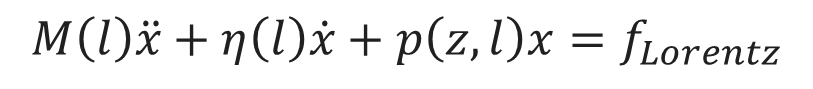 M(l)ẍ + η(l)ẋ + p(z, l)x = f_Lorentz